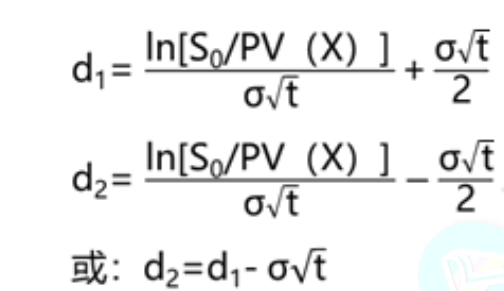 d₁= ln[S₀/PV（X）] / σ√t + σ√t / 2
d₂= ln[S₀/PV（X）] / σ√t − σ√t / 2
或：d₂=d₁- σ√t